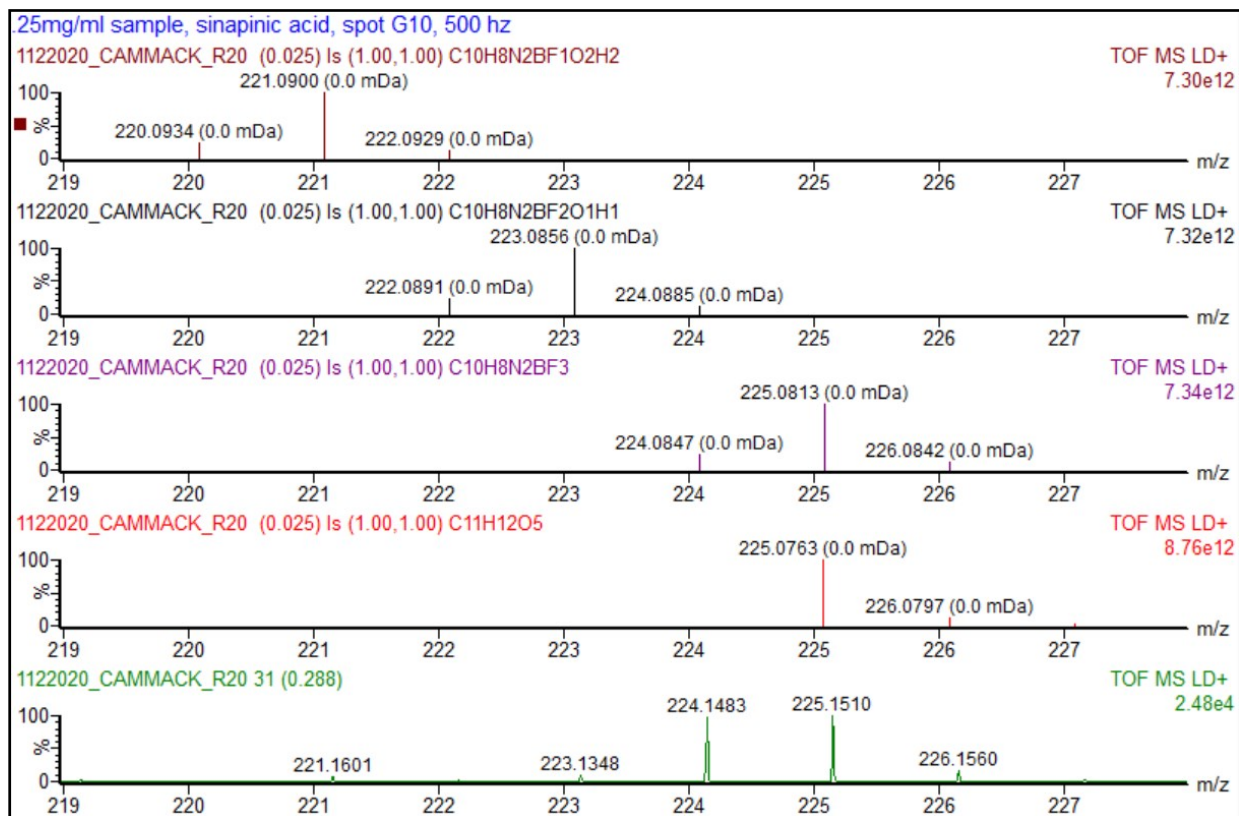 .25mg/ml sample, sinapinic acid, spot G10, 500 hz
1122020_CAMMACK_R20 (0.025) Is (1.00,1.00) C10H8N2BF1O2H2
TOF MS LD+
7.30e12
221.0900 (0.0 mDa)
220.0934 (0.0 mDa)
222.0929 (0.0 mDa)
100
%
0
m/z
219 220 221 222 223 224 225 226 227
1122020_CAMMACK_R20 (0.025) Is (1.00,1.00) C10H8N2BF2O1H1
TOF MS LD+
7.32e12
223.0856 (0.0 mDa)
222.0891 (0.0 mDa)
224.0885 (0.0 mDa)
100
%
0
m/z
219 220 221 222 223 224 225 226 227
1122020_CAMMACK_R20 (0.025) Is (1.00,1.00) C10H8N2BF3
TOF MS LD+
7.34e12
225.0813 (0.0 mDa)
224.0847 (0.0 mDa)
226.0842 (0.0 mDa)
100
%
0
m/z
219 220 221 222 223 224 225 226 227
1122020_CAMMACK_R20 (0.025) Is (1.00,1.00) C11H12O5
TOF MS LD+
8.76e12
225.0763 (0.0 mDa)
226.0797 (0.0 mDa)
100
%
0
m/z
219 220 221 222 223 224 225 226 227
1122020_CAMMACK_R20 31 (0.288)
TOF MS LD+
2.48e4
224.1483
225.1510
221.1601
223.1348
226.1560
100
%
0
m/z
219 220 221 222 223 224 225 226 227